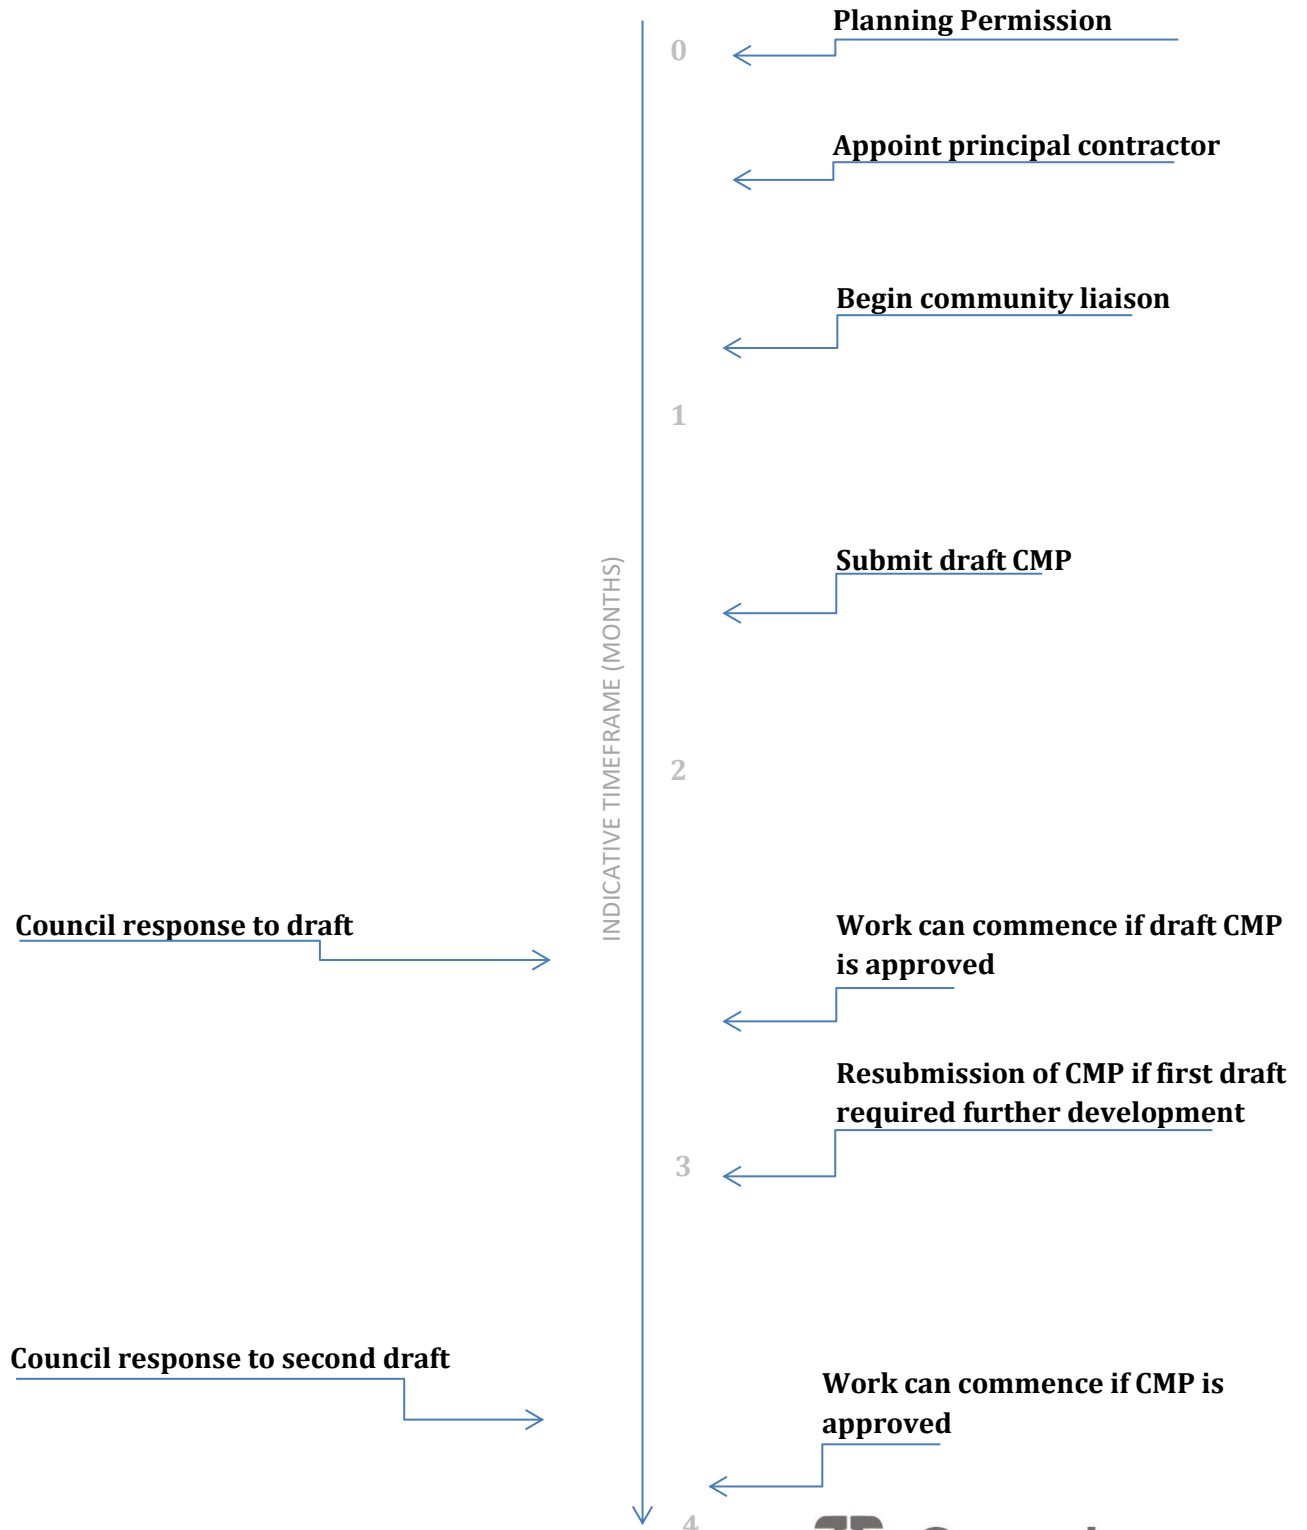 Planning Permission
0
Appoint principal contractor
Begin community liaison
1
Submit draft CMP
INDICATIVE TIMEFRAME (MONTHS)
2
Council response to draft
Work can commence if draft CMP
is approved
Resubmission of CMP if first draft
required further development
3
Council response to second draft
Work can commence if CMP is
approved
4